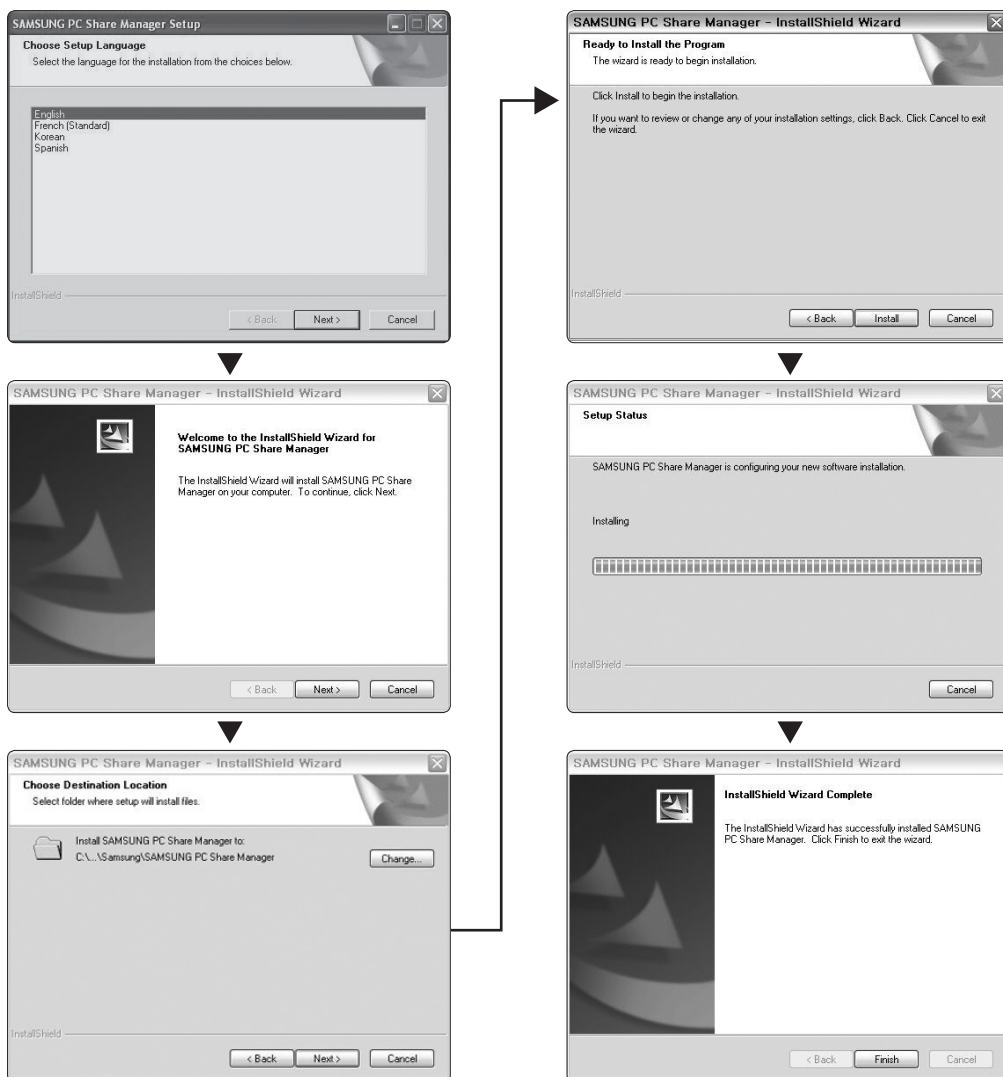 SAMSUNG PC Share Manager Setup
Choose Setup Language
Select the language for the installation from the choices below.
English
French (Standard)
Korean
Spanish
InstallShield
< Back
Next >
Cancel
SAMSUNG PC Share Manager - InstallShield Wizard
Welcome to the InstallShield Wizard for
SAMSUNG PC Share Manager
The InstallShield Wizard will install SAMSUNG PC Share
Manager on your computer. To continue, click Next.
< Back
Next >
Cancel
SAMSUNG PC Share Manager - InstallShield Wizard
Choose Destination Location
Select folder where setup will install files.
Install SAMSUNG PC Share Manager to:
C:\...\Samsung\SAMSUNG PC Share Manager
Change...
InstallShield
< Back
Next >
Cancel
SAMSUNG PC Share Manager - InstallShield Wizard
Ready to Install the Program
The wizard is ready to begin installation.
Click Install to begin the installation.
If you want to review or change any of your installation settings, click Back. Click Cancel to exit
the wizard.
InstallShield
< Back
Install
Cancel
SAMSUNG PC Share Manager - InstallShield Wizard
Setup Status
SAMSUNG PC Share Manager is configuring your new software installation.
Installing
InstallShield
Cancel
SAMSUNG PC Share Manager - InstallShield Wizard
InstallShield Wizard Complete
The InstallShield Wizard has successfully installed SAMSUNG
PC Share Manager. Click Finish to exit the wizard.
< Back
Finish
Cancel